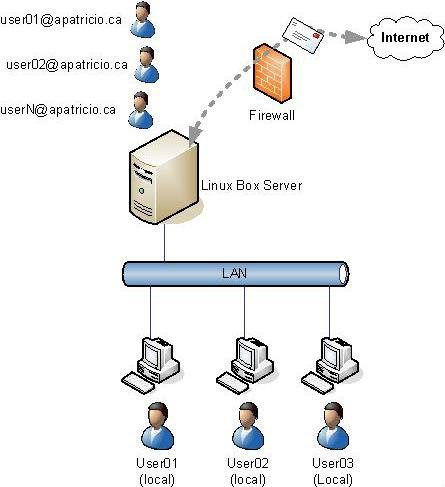 user01@apatricio.ca
Internet
user02@apatricio.ca
userN@apatricio.ca
Firewall
Linux Box Server
LAN
User01
(local)
User02
(local)
User03
(Local)